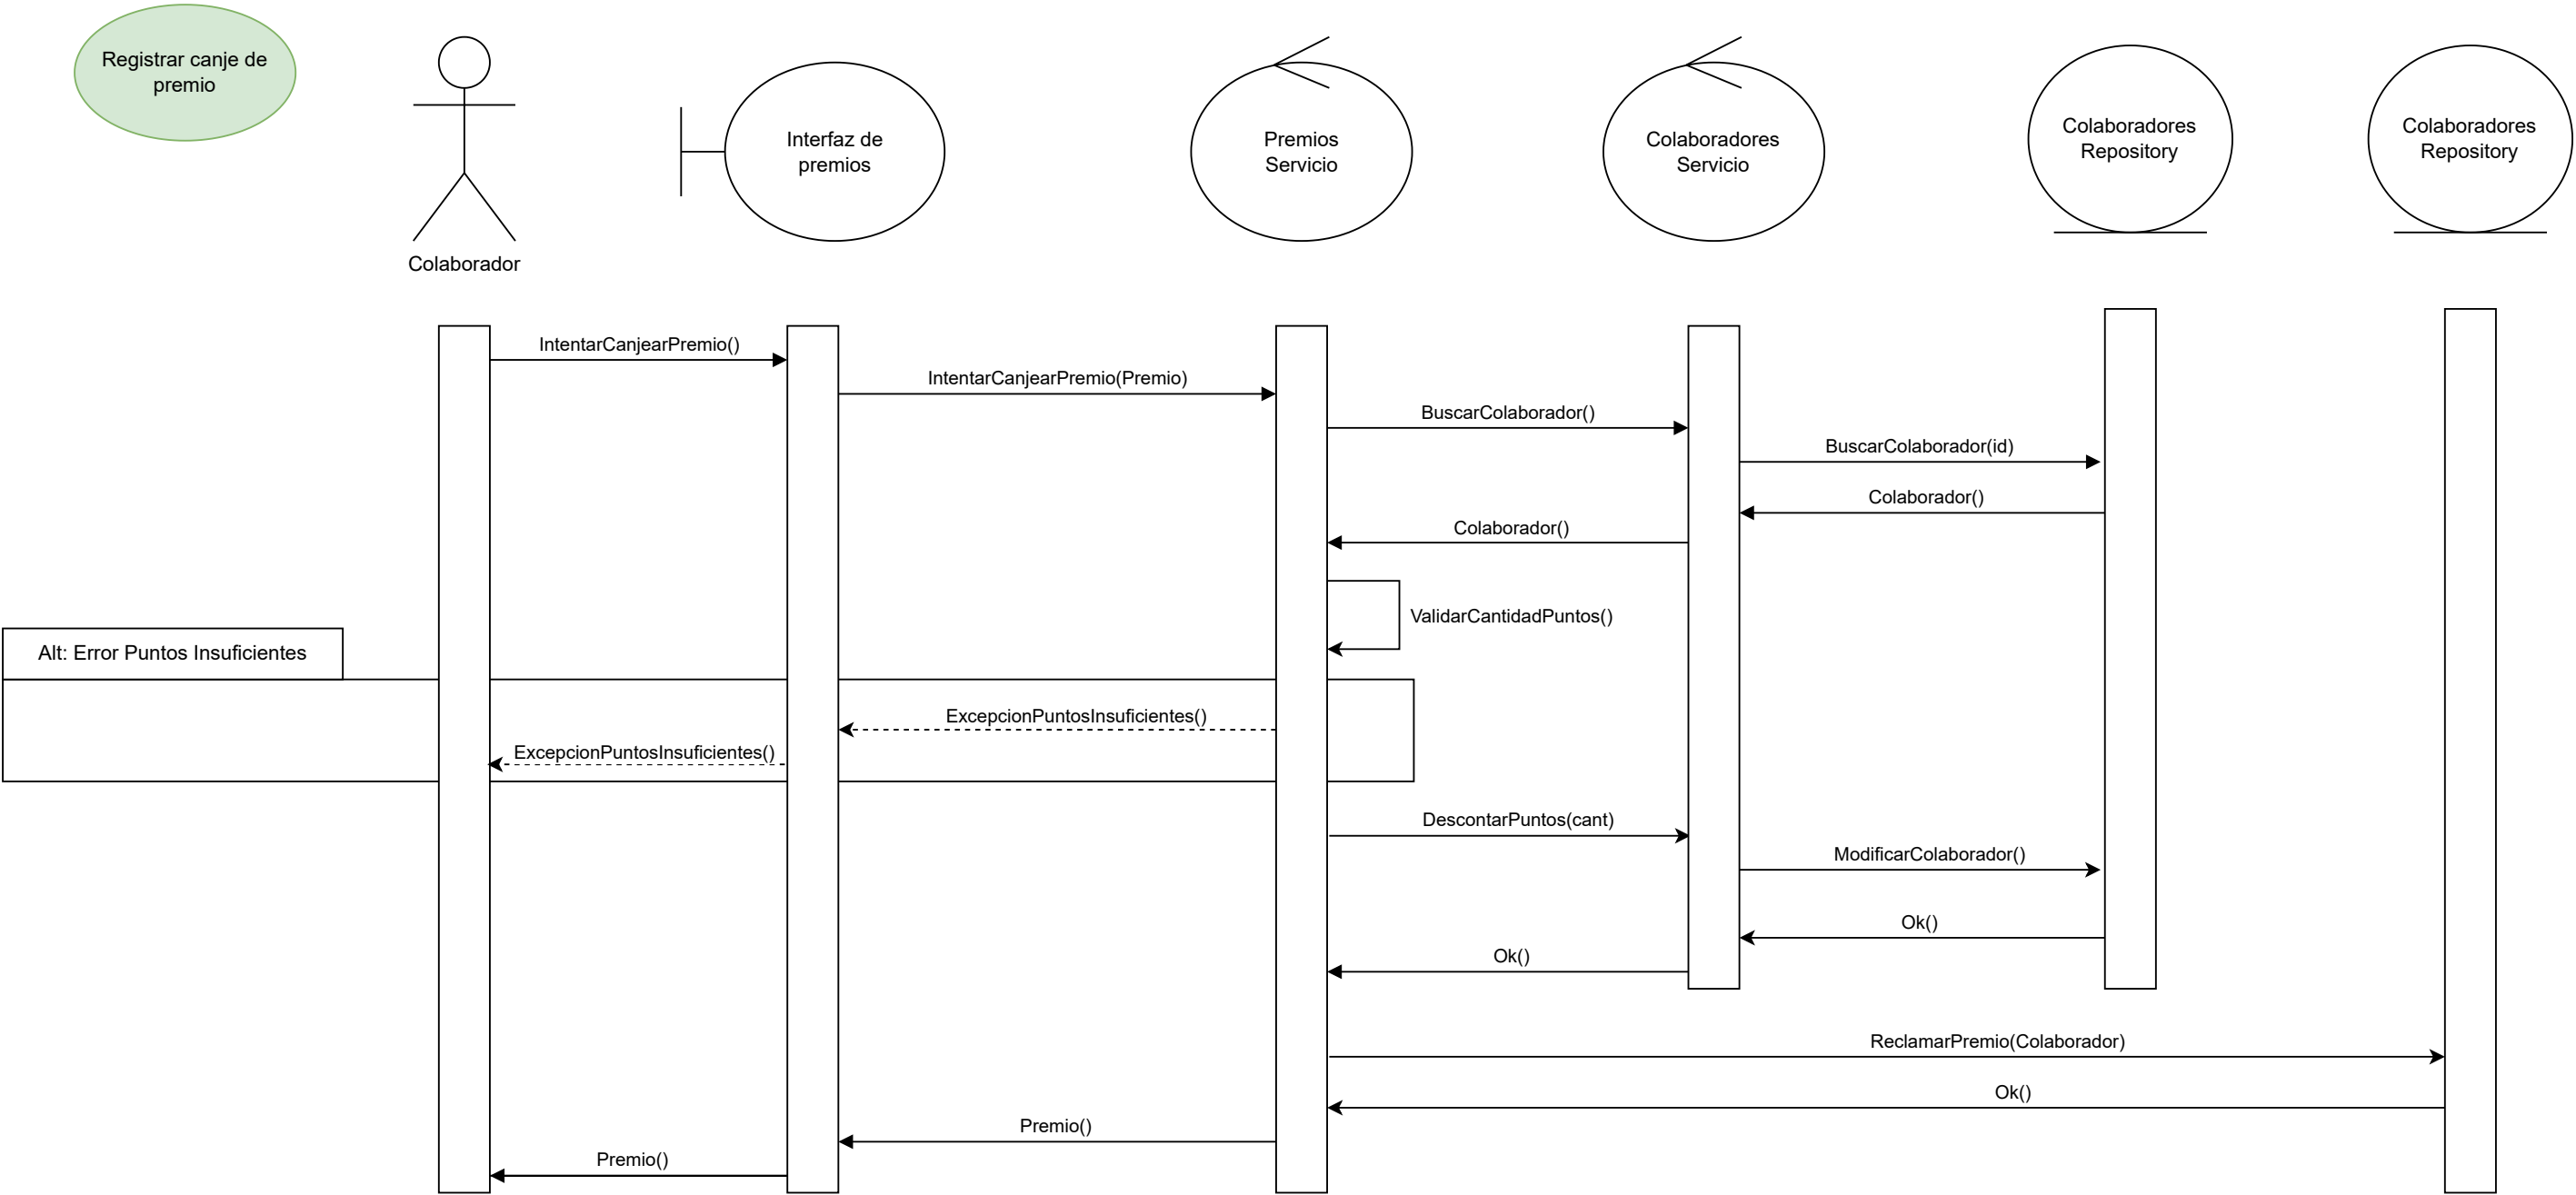 Registrar canje de
premio
Colaborador
Interfaz de
premios
Premios
Servicio
Colaboradores
Servicio
Colaboradores
Repository
Colaboradores
Repository
IntentarCanjearPremio()
IntentarCanjearPremio(Premio)
BuscarColaborador()
BuscarColaborador(id)
Colaborador()
Colaborador()
ValidarCantidadPuntos()
Alt: Error Puntos Insuficientes
ExcepcionPuntosInsuficientes()
ExcepcionPuntosInsuficientes()
DescontarPuntos(cant)
ModificarColaborador()
Ok()
Ok()
ReclamarPremio(Colaborador)
Ok()
Premio()
Premio()